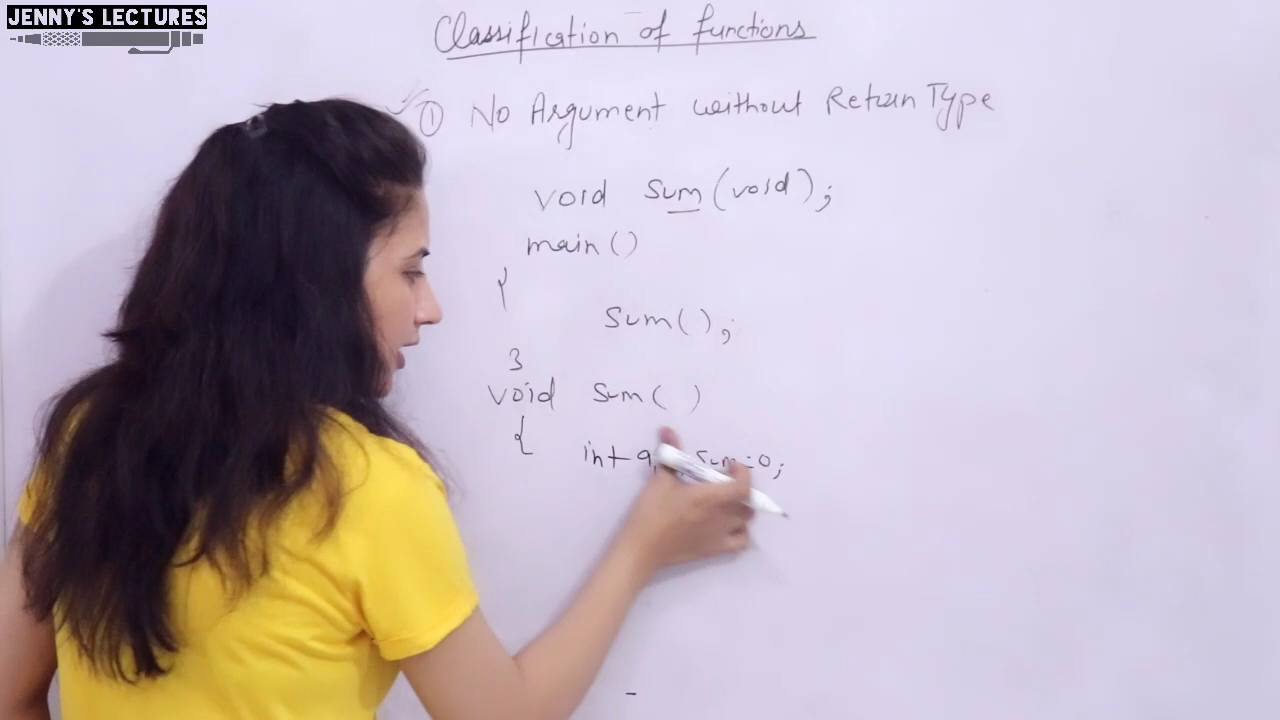 JENNY'S LECTURES
Classification of functions
① No Argument without Return Type
void sum(void);
main()
{
sum();
}
void sum( )
{
int a, sum=0;